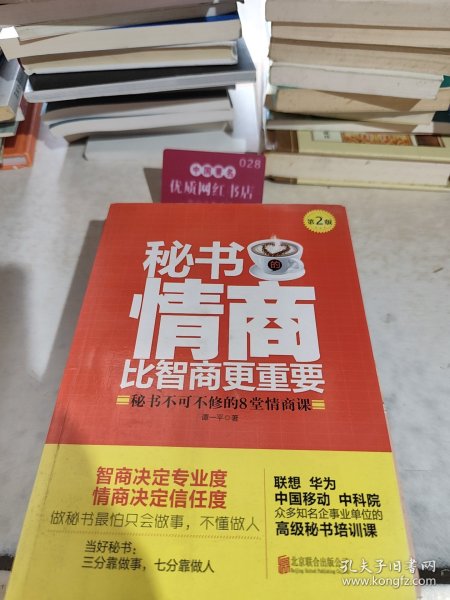 028
中国著名
优质网红书店
第2版
秘书的
情商
比智商更重要
秘书不可不修的8堂情商课
谭一平◎著
智商决定专业度
情商决定信任度
做秘书最怕只会做事，不懂做人
当好秘书：
三分靠做事，七分靠做人
联想 华为
中国移动 中科院
众多知名企事业单位的
高级秘书培训课
北京联合出版公司
孔夫子旧书网